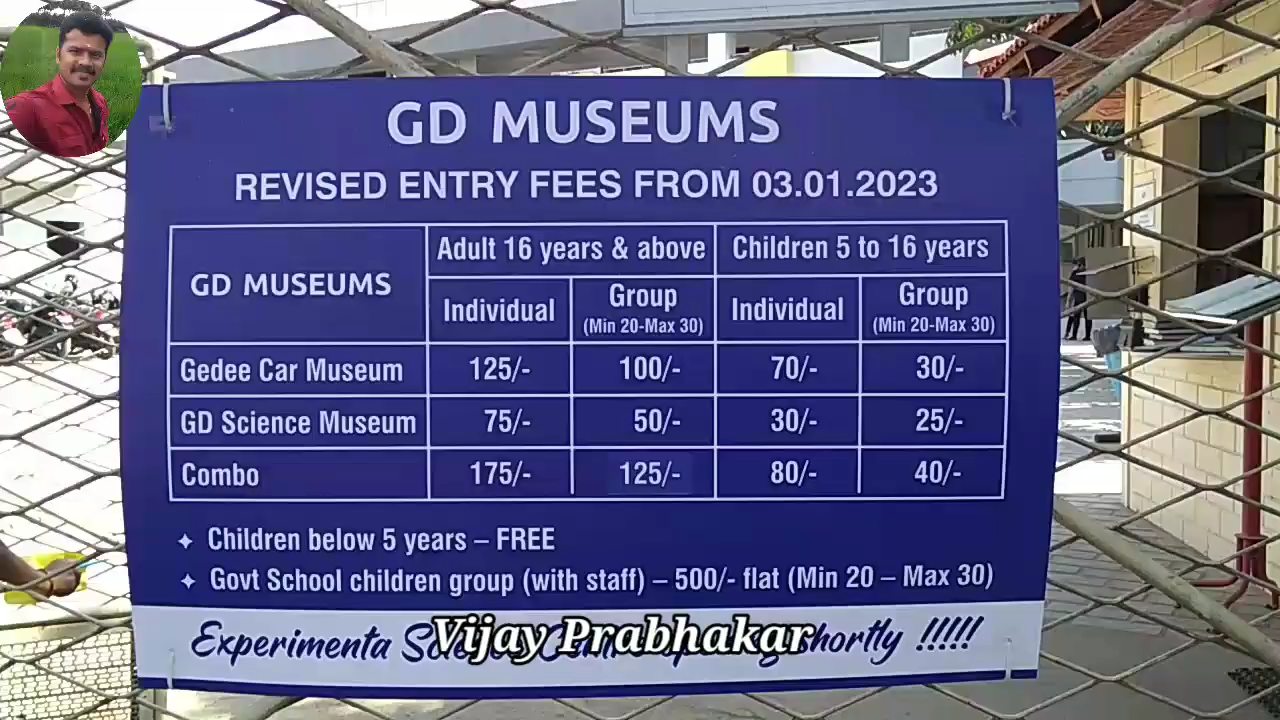 GD MUSEUMS
REVISED ENTRY FEES FROM 03.01.2023
GD MUSEUMS
Adult 16 years & above Children 5 to 16 years
Individual Group (Min 20-Max 30) Individual Group (Min 20-Max 30)
Gedee Car Museum 125/- 100/- 70/- 30/-
GD Science Museum 75/- 50/- 30/- 25/-
Combo 175/- 125/- 80/- 40/-
✦ Children below 5 years – FREE
✦ Govt School children group (with staff) – 500/- flat (Min 20 – Max 30)
Experimenta shortly !!!!!
Vijay Prabhakar